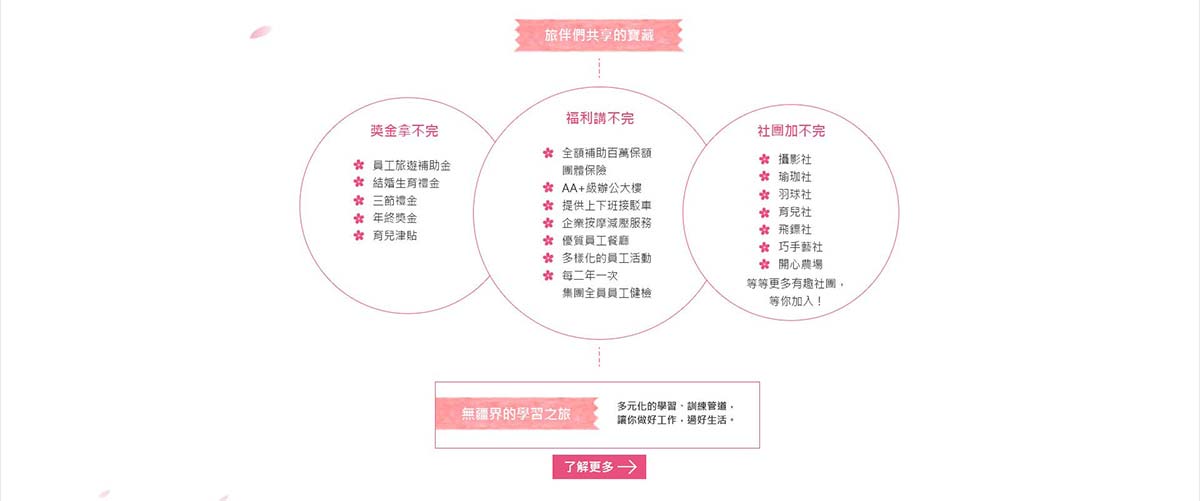 旅伴們共享的寶藏
獎金拿不完
員工旅遊補助金
結婚生育禮金
三節禮金
年終獎金
育兒津貼
福利講不完
全額補助百萬保額
團體保險
AA+級辦公大樓
提供上下班接駁車
企業按摩減壓服務
優質員工餐廳
多樣化的員工活動
每二年一次
集團全員員工健檢
社團加不完
攝影社
瑜珈社
羽球社
育兒社
飛鏢社
巧手藝社
開心農場
等等更多有趣社團，
等你加入！
無疆界的學習之旅
多元化的學習、訓練管道，
讓你做好工作，過好生活。
了解更多